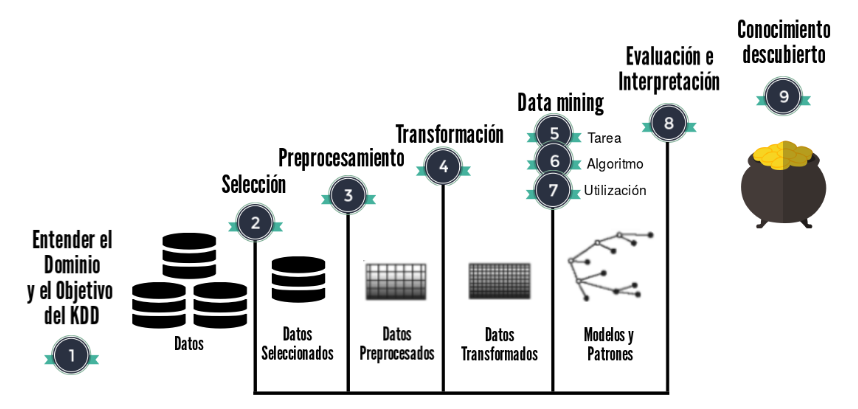 Entender el
Dominio
y el Objetivo
del KDD
1
Datos
Selección
2
Datos
Seleccionados
Preprocesamiento
3
Datos
Preprocesados
Transformación
4
Datos
Transformados
Data mining
5 Tarea
6 Algoritmo
7 Utilización
Modelos y
Patrones
Evaluación e
Interpretación
8
Conocimiento
descubierto
9